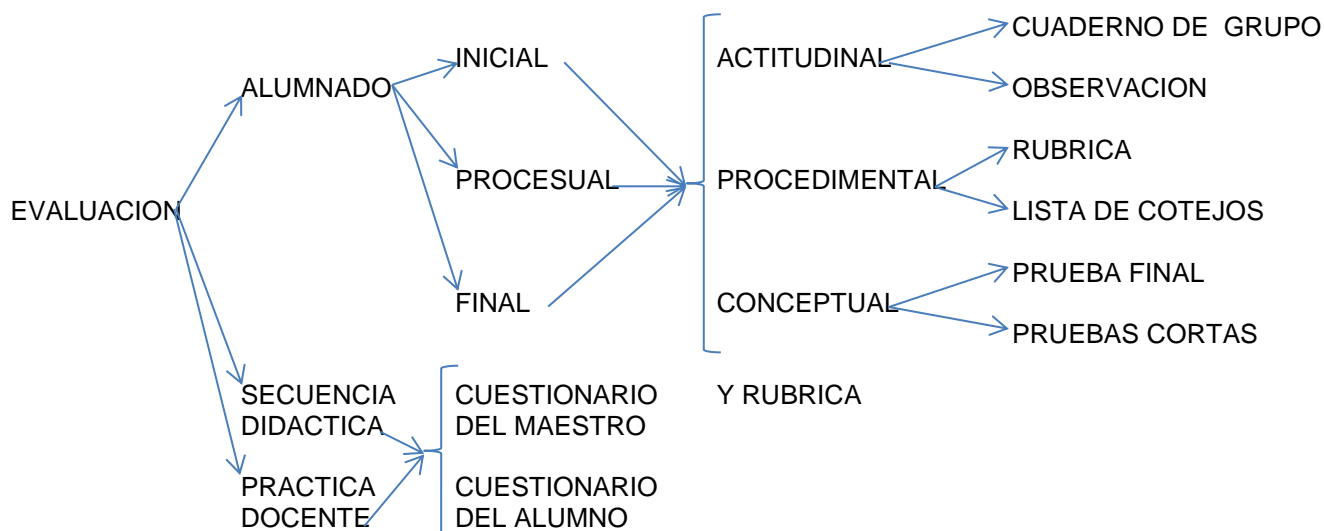 CUADERNO DE GRUPO
INICIAL
ACTITUDINAL
ALUMNADO
OBSERVACION
RUBRICA
PROCESUAL
PROCEDIMENTAL
EVALUACION
LISTA DE COTEJOS
PRUEBA FINAL
FINAL
CONCEPTUAL
PRUEBAS CORTAS
SECUENCIA
DIDACTICA
CUESTIONARIO
DEL MAESTRO
Y RUBRICA
PRACTICA
DOCENTE
CUESTIONARIO
DEL ALUMNO